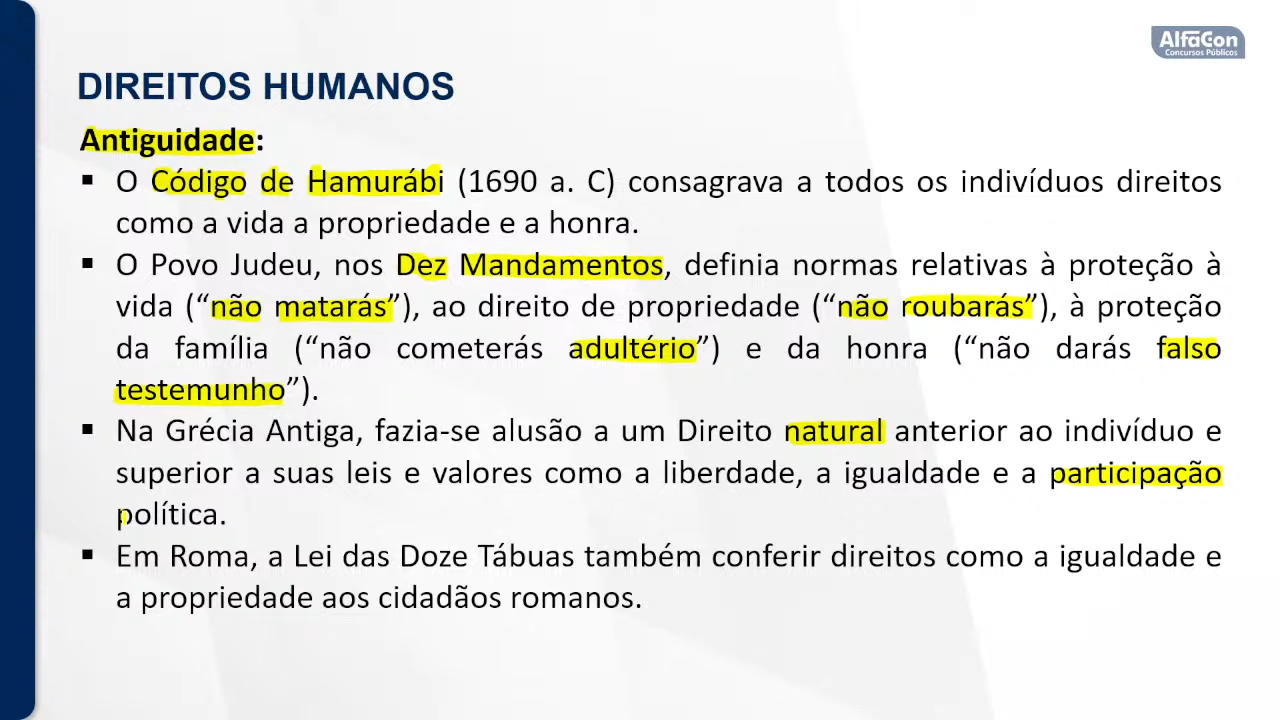 AlfaCon
Concursos Públicos
DIREITOS HUMANOS
Antiguidade:
▪ O Código de Hamurábi (1690 a. C) consagrava a todos os indivíduos direitos
como a vida a propriedade e a honra.
▪ O Povo Judeu, nos Dez Mandamentos, definia normas relativas à proteção à
vida (“não matarás”), ao direito de propriedade (“não roubarás”), à proteção
da família (“não cometerás adultério”) e da honra (“não darás falso
testemunho”).
▪ Na Grécia Antiga, fazia-se alusão a um Direito natural anterior ao indivíduo e
superior a suas leis e valores como a liberdade, a igualdade e a participação
política.
▪ Em Roma, a Lei das Doze Tábuas também conferir direitos como a igualdade e
a propriedade aos cidadãos romanos.